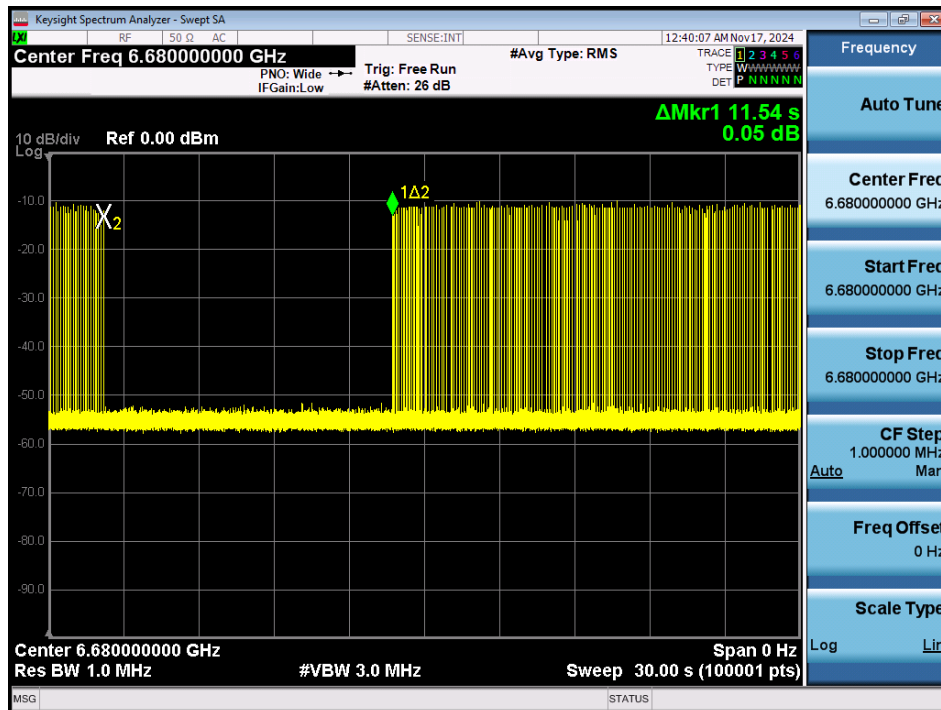 Keysight Spectrum Analyzer - Swept SA
LXI RF 50 Ω AC SENSE:INT 12:40:07 AM Nov 17, 2024
Center Freq 6.680000000 GHz
PNO: Wide
IFGain:Low
Trig: Free Run
#Atten: 26 dB
#Avg Type: RMS
TRACE 1 2 3 4 5 6
TYPE WWWWWW
DET P N N N N N
ΔMkr1 11.54 s
0.05 dB
10 dB/div
Log
Ref 0.00 dBm
1Δ2
X2
-10.0
-20.0
-30.0
-40.0
-50.0
-60.0
-70.0
-80.0
-90.0
Center 6.680000000 GHz Span 0 Hz
Res BW 1.0 MHz #VBW 3.0 MHz Sweep 30.00 s (100001 pts)
MSG STATUS
Frequency
Auto Tune
Center Freq
6.680000000 GHz
Start Freq
6.680000000 GHz
Stop Freq
6.680000000 GHz
CF Step
1.000000 MHz
Auto Man
Freq Offset
0 Hz
Scale Type
Log Lin